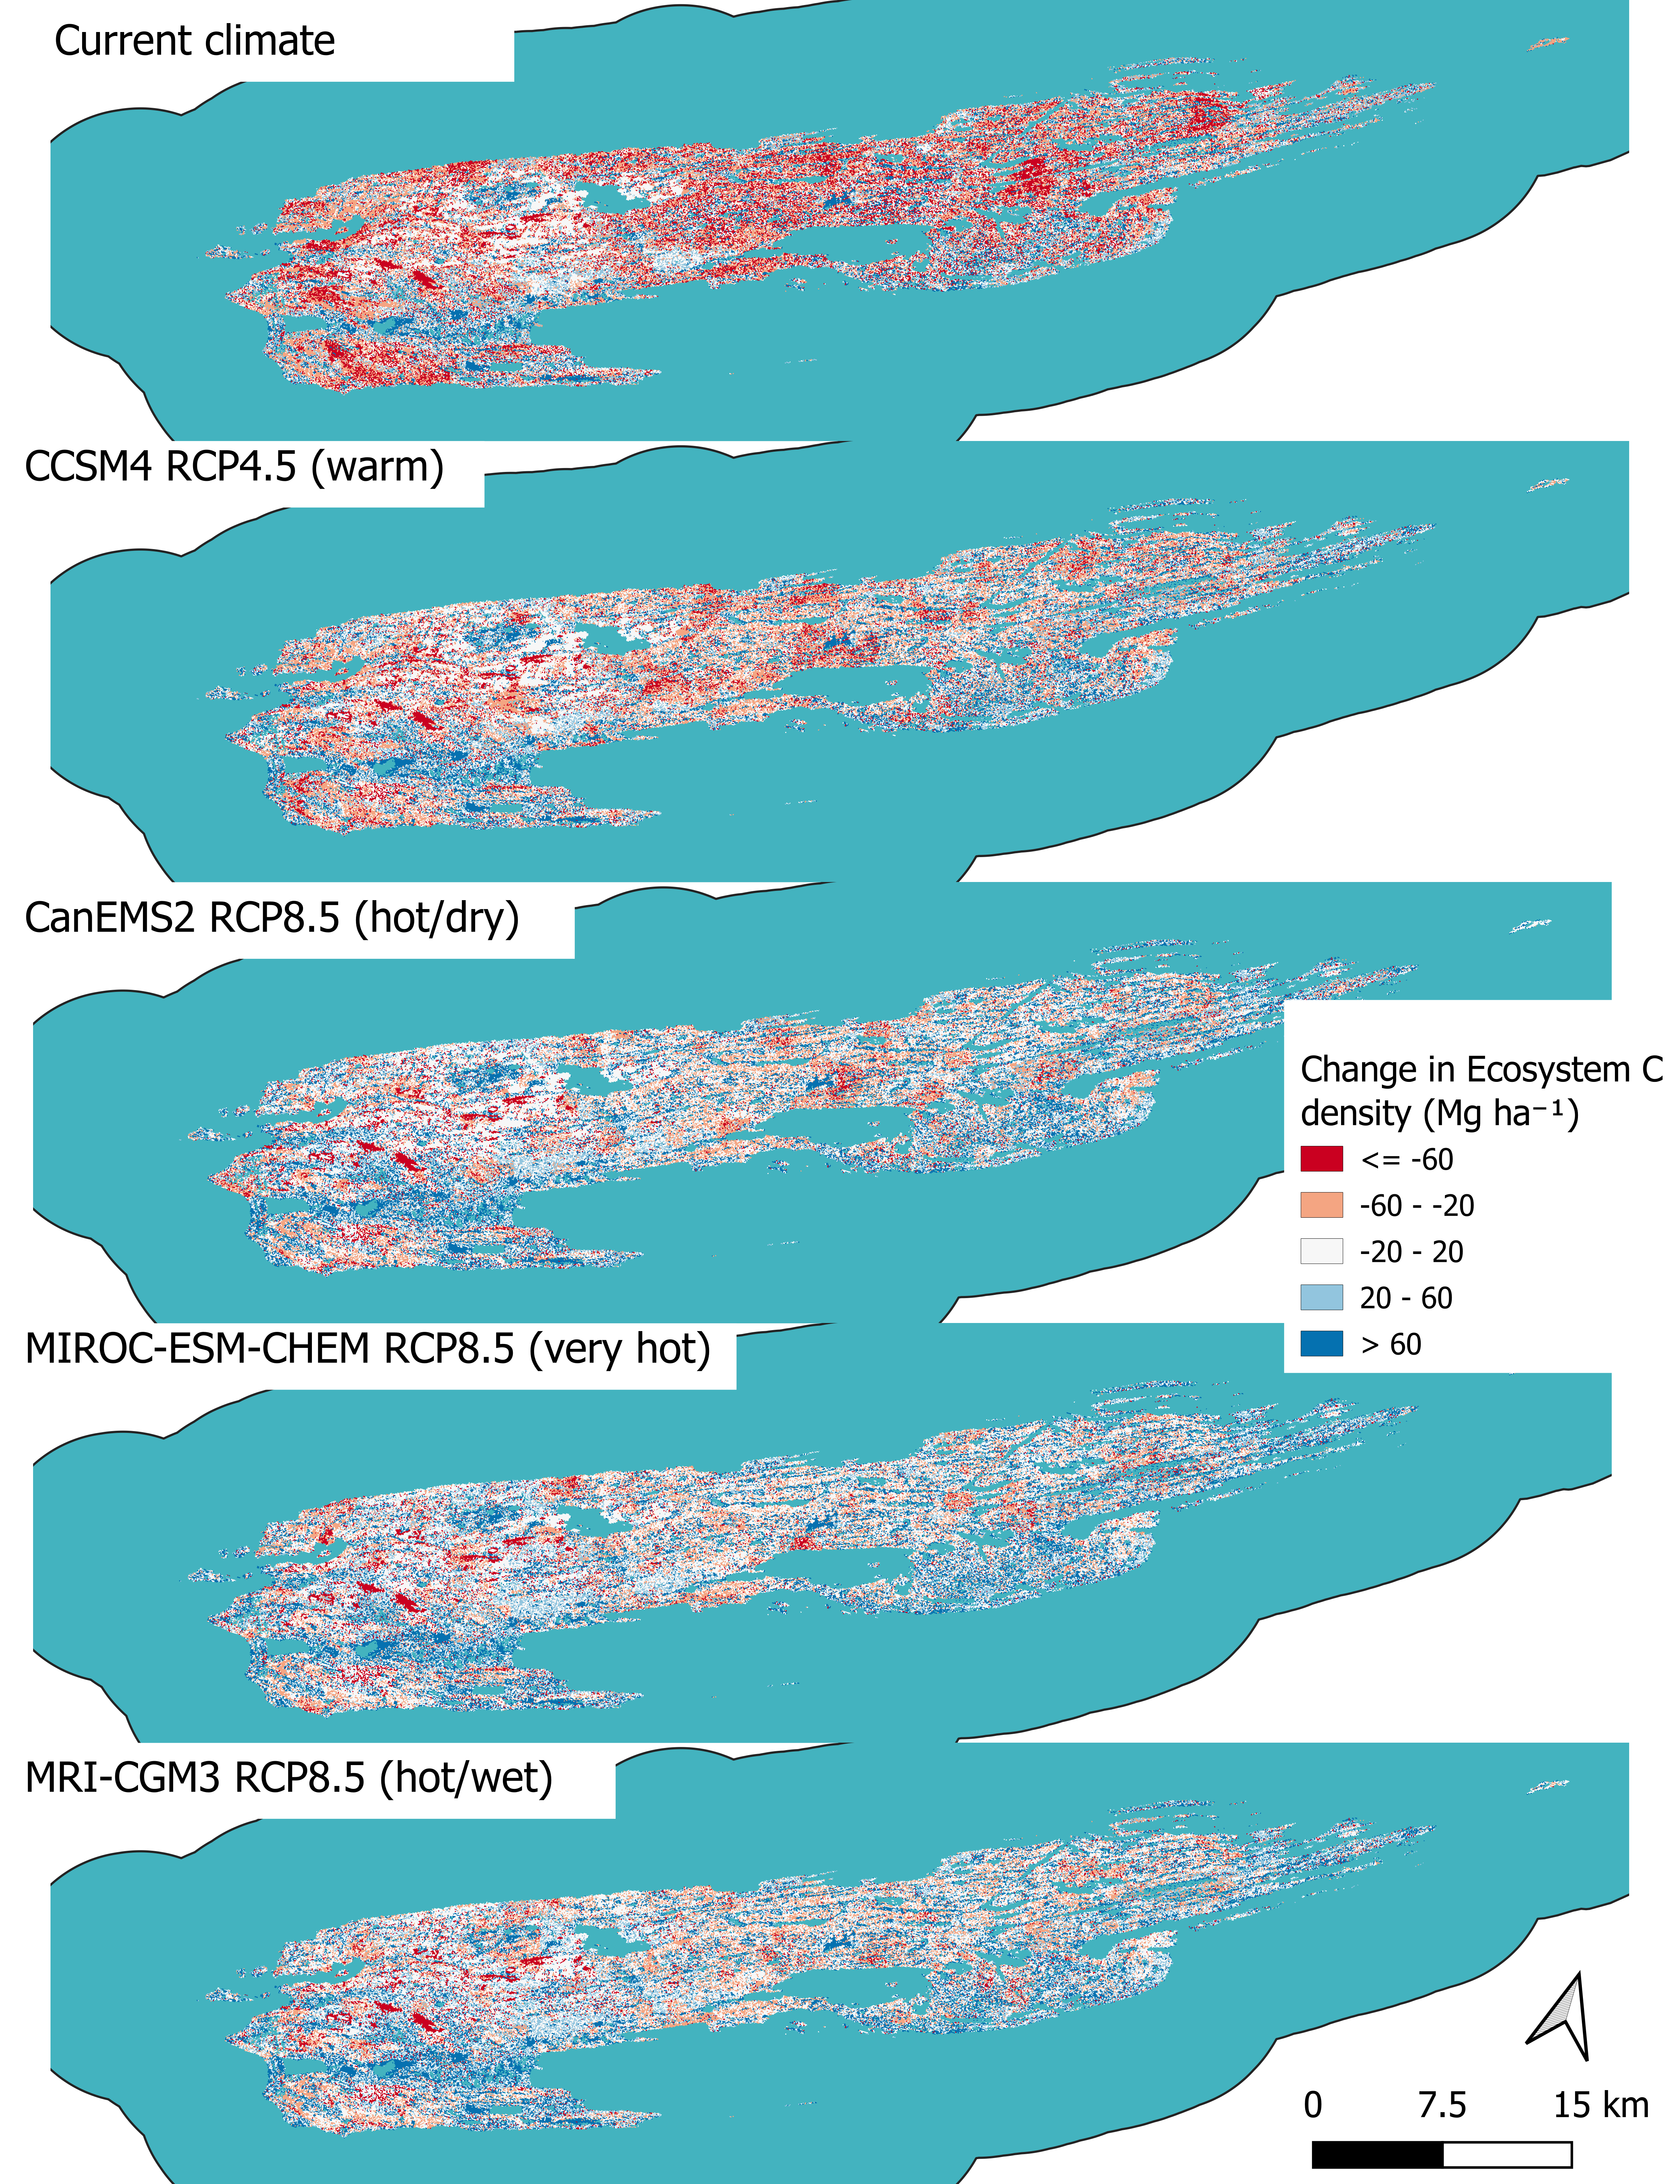 Current climate
CCSM4 RCP4.5 (warm)
CanEMS2 RCP8.5 (hot/dry)
Change in Ecosystem C
density (Mg ha⁻¹)
<= -60
-60 - -20
-20 - 20
20 - 60
> 60
MIROC-ESM-CHEM RCP8.5 (very hot)
MRI-CGM3 RCP8.5 (hot/wet)
0 7.5 15 km